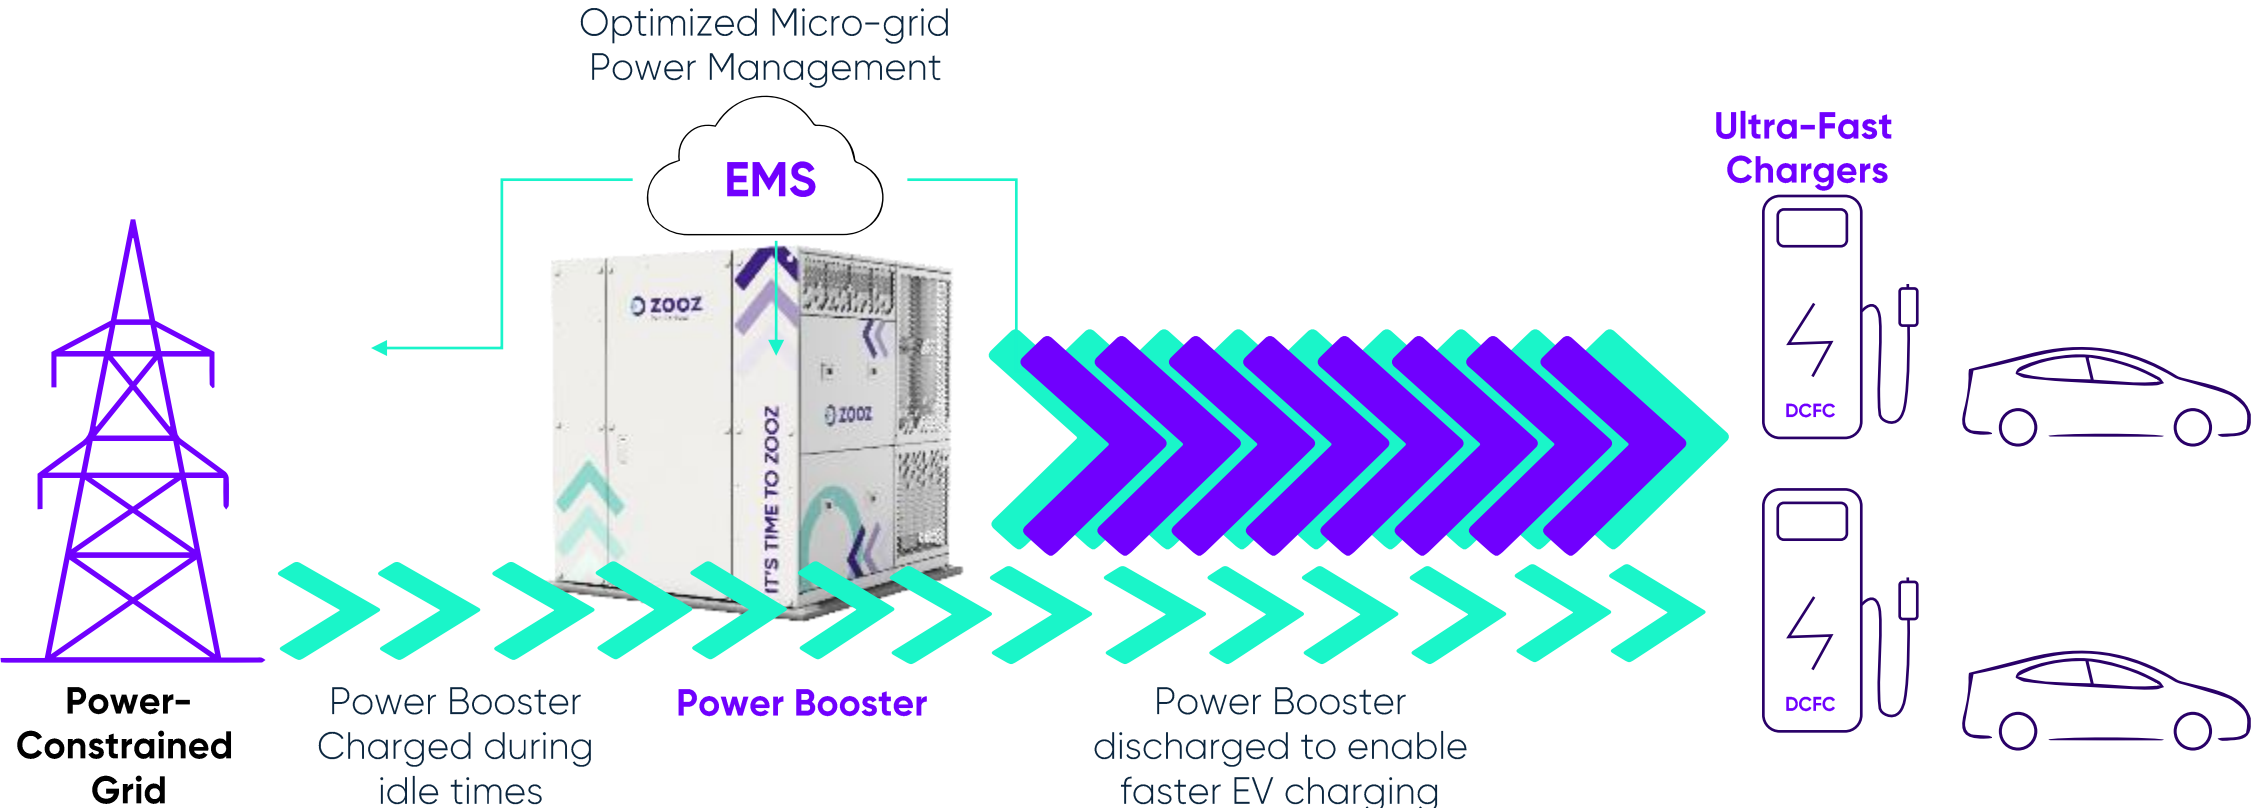 Optimized Micro-grid
Power Management
EMS
Ultra-Fast
Chargers
ZOOZ
ZOOZ
IT'S TIME TO ZOOZ
DCFC
DCFC
Power-
Constrained
Grid
Power Booster
Charged during
idle times
Power Booster
Power Booster
discharged to enable
faster EV charging